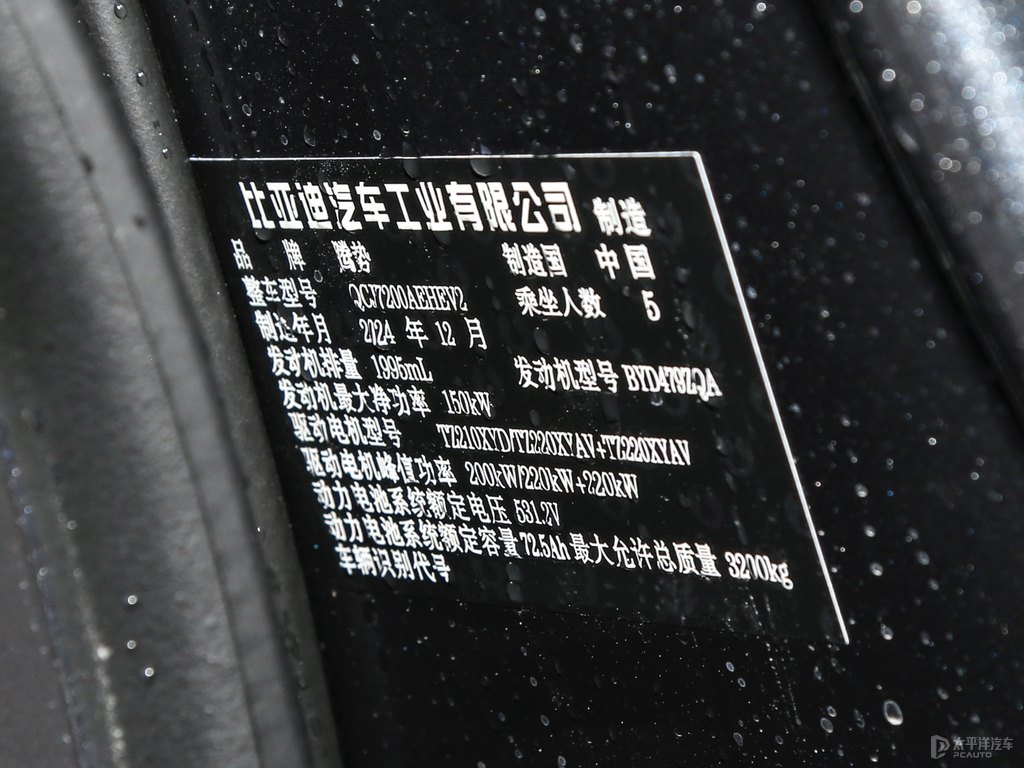 比亚迪汽车工业有限公司 制造
品 牌 腾势 制造国 中国
整车型号 QCJ7200AEHEV2 乘坐人数 5
制造年月 2024 年 12 月
发动机排量 1995mL 发动机型号 BYD479ZQA
发动机最大净功率 150kW
驱动电机型号 TZ210XYD/TZ220XYAV+TZ220XYAV
驱动电机峰值功率 200kW/220kW+220kW
动力电池系统额定电压 531.2V
动力电池系统额定容量 72.5Ah 最大允许总质量 3200kg
车辆识别代号
太平洋汽车
PCAUTO